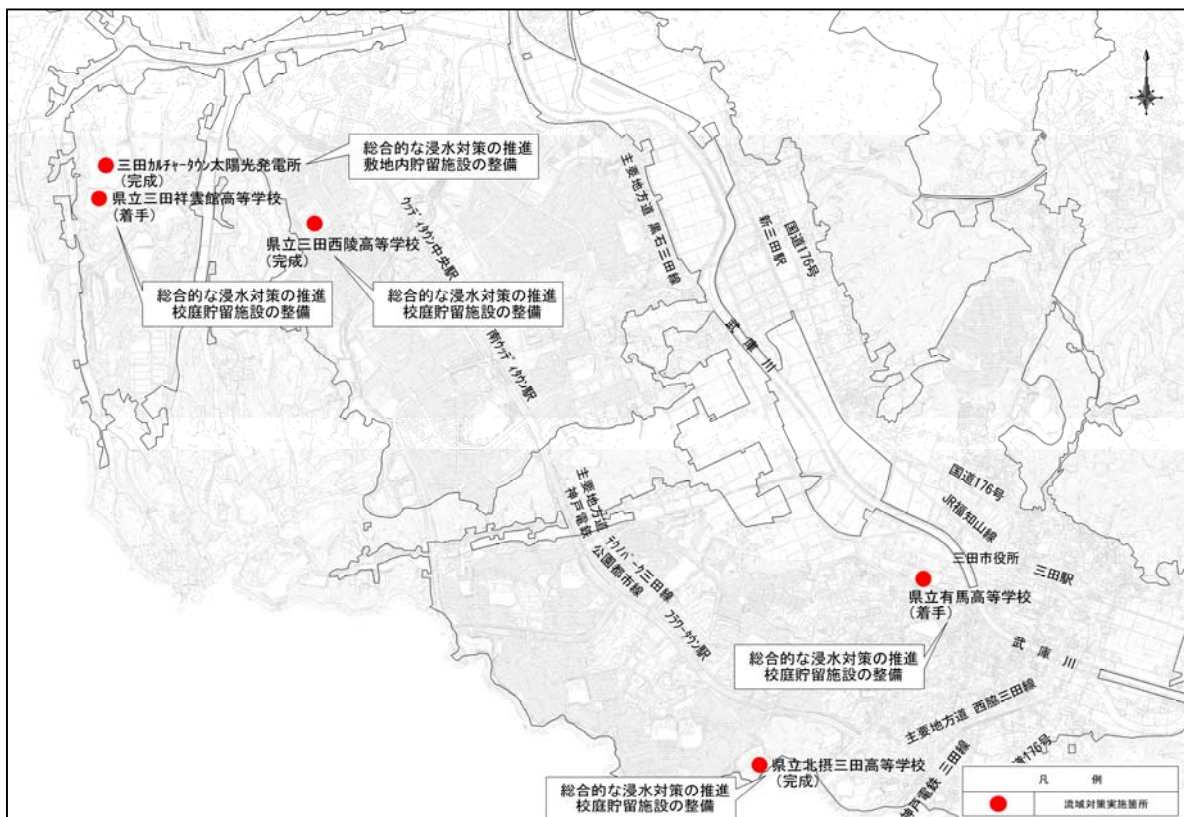 総合的な浸水対策の推進
敷地内貯留施設の整備
三田カルチャータウン太陽光発電所
(完成)
県立三田祥雲館高等学校
(着手)
県立三田西陵高等学校
(完成)
総合的な浸水対策の推進
校庭貯留施設の整備
総合的な浸水対策の推進
校庭貯留施設の整備
ウッディタウン中央駅
南ウッディタウン駅
主要地方道 黒石三田線
新三田駅
国道176号
武庫川
主要地方道 テクノパーク三田線
神戸電鉄 公園都市線
フラワータウン駅
国道176号
JR福知山線
三田市役所
三田駅
県立有馬高等学校
(着手)
武庫川
総合的な浸水対策の推進
校庭貯留施設の整備
主要地方道 西脇三田線
神戸電鉄 三田線
国道176号
県立北摂三田高等学校
(完成)
総合的な浸水対策の推進
校庭貯留施設の整備
凡例
流域対策実施箇所